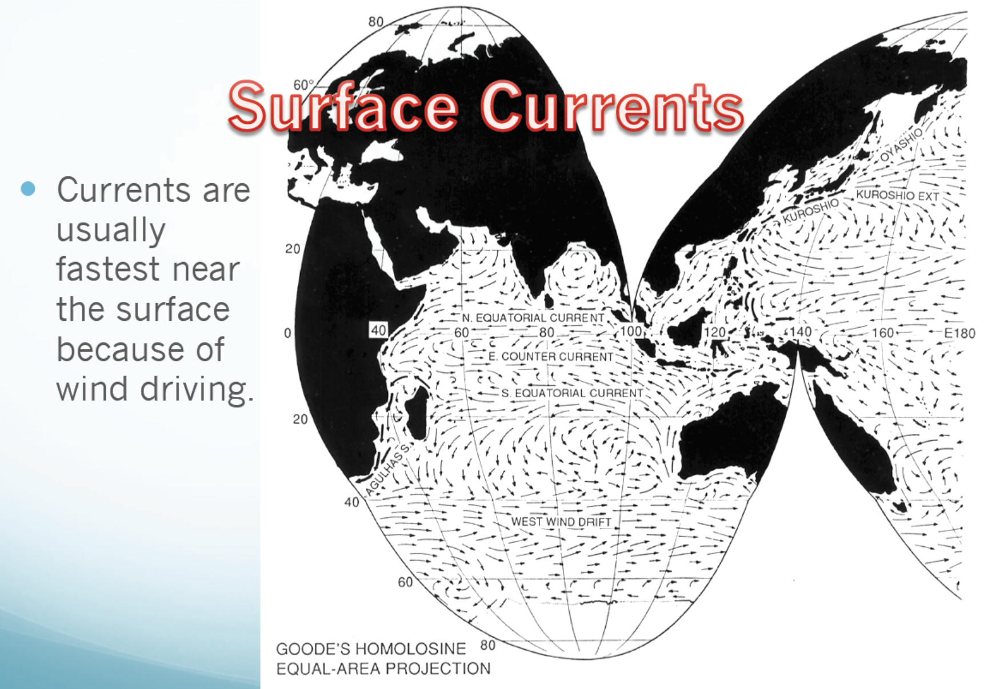 Surface Currents
Currents are
usually
fastest near
the surface
because of
wind driving.
80
60°
20
0
20
40
60
80
40
60
80
100
120
140
160
E180
OYASHIO
KUROSHIO EXT
KUROSHIO
N. EQUATORIAL CURRENT
E. COUNTER CURRENT
S. EQUATORIAL CURRENT
AGULHAS S.
WEST WIND DRIFT
GOODE'S HOMOLOSINE
EQUAL-AREA PROJECTION